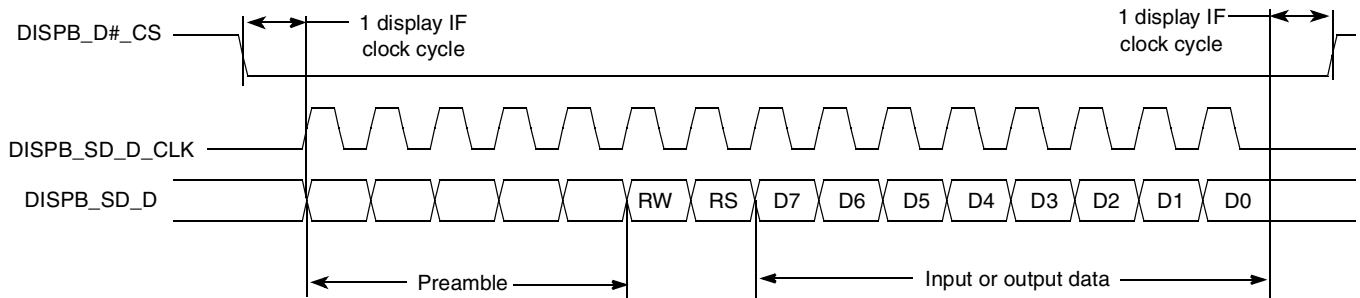 DISPB_D#_CS
1 display IF
clock cycle
1 display IF
clock cycle
DISPB_SD_D_CLK
DISPB_SD_D
RW RS D7 D6 D5 D4 D3 D2 D1 D0
Preamble
Input or output data